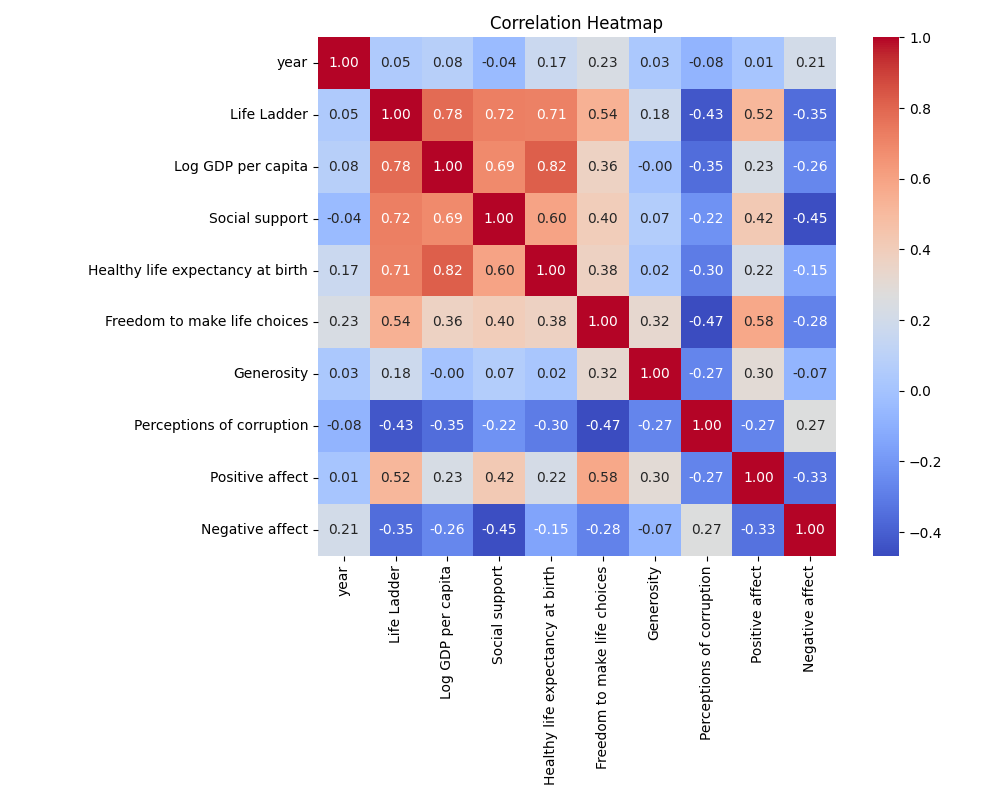 Correlation Heatmap
year 1.00 0.05 0.08 -0.04 0.17 0.23 0.03 -0.08 0.01 0.21
Life Ladder 0.05 1.00 0.78 0.72 0.71 0.54 0.18 -0.43 0.52 -0.35
Log GDP per capita 0.08 0.78 1.00 0.69 0.82 0.36 -0.00 -0.35 0.23 -0.26
Social support -0.04 0.72 0.69 1.00 0.60 0.40 0.07 -0.22 0.42 -0.45
Healthy life expectancy at birth 0.17 0.71 0.82 0.60 1.00 0.38 0.02 -0.30 0.22 -0.15
Freedom to make life choices 0.23 0.54 0.36 0.40 0.38 1.00 0.32 -0.47 0.58 -0.28
Generosity 0.03 0.18 -0.00 0.07 0.02 0.32 1.00 -0.27 0.30 -0.07
Perceptions of corruption -0.08 -0.43 -0.35 -0.22 -0.30 -0.47 -0.27 1.00 -0.27 0.27
Positive affect 0.01 0.52 0.23 0.42 0.22 0.58 0.30 -0.27 1.00 -0.33
Negative affect 0.21 -0.35 -0.26 -0.45 -0.15 -0.28 -0.07 0.27 -0.33 1.00
year
Life Ladder
Log GDP per capita
Social support
Healthy life expectancy at birth
Freedom to make life choices
Generosity
Perceptions of corruption
Positive affect
Negative affect
1.0
0.8
0.6
0.4
0.2
0.0
−0.2
−0.4